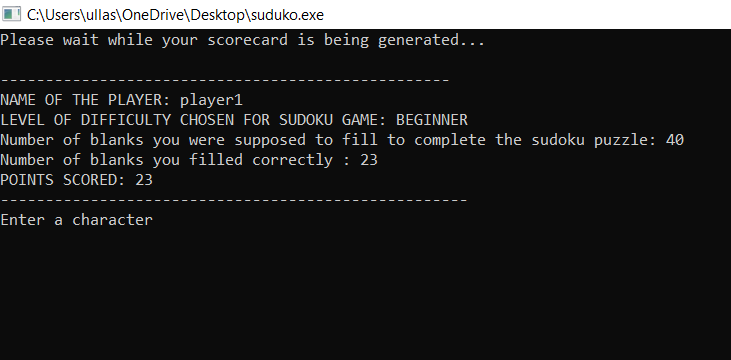 C:\Users\ullas\OneDrive\Desktop\suduko.exe
Please wait while your scorecard is being generated...
--------------------------------------------------
NAME OF THE PLAYER: player1
LEVEL OF DIFFICULTY CHOSEN FOR SUDOKU GAME: BEGINNER
Number of blanks you were supposed to fill to complete the sudoku puzzle: 40
Number of blanks you filled correctly : 23
POINTS SCORED: 23
----------------------------------------------------
Enter a character